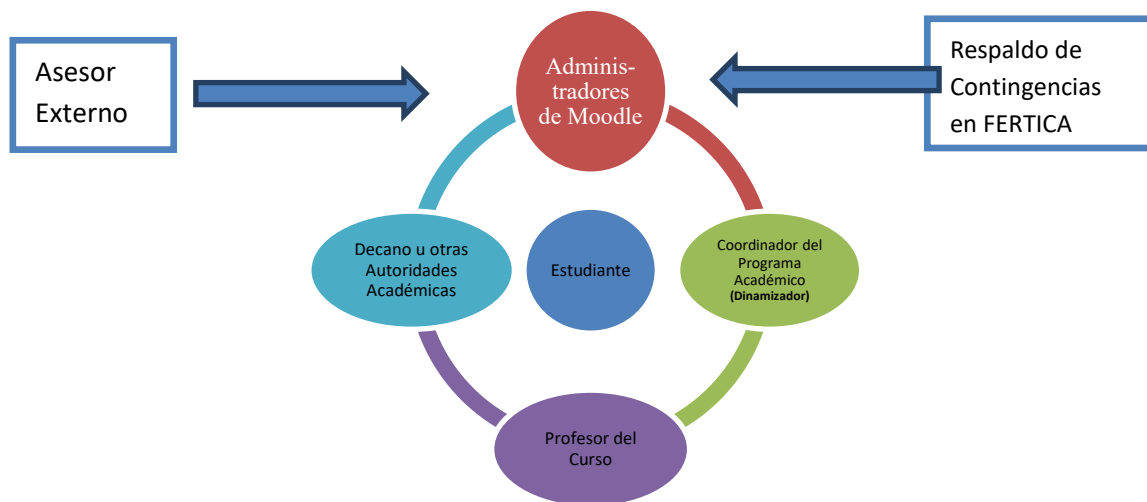 Asesor
Externo
Adminis-
tradores
de Moodle
Respaldo de
Contingencias
en FERTICA
Decano u otras
Autoridades
Académicas
Estudiante
Coordinador del
Programa
Académico
(Dinamizador)
Profesor del
Curso